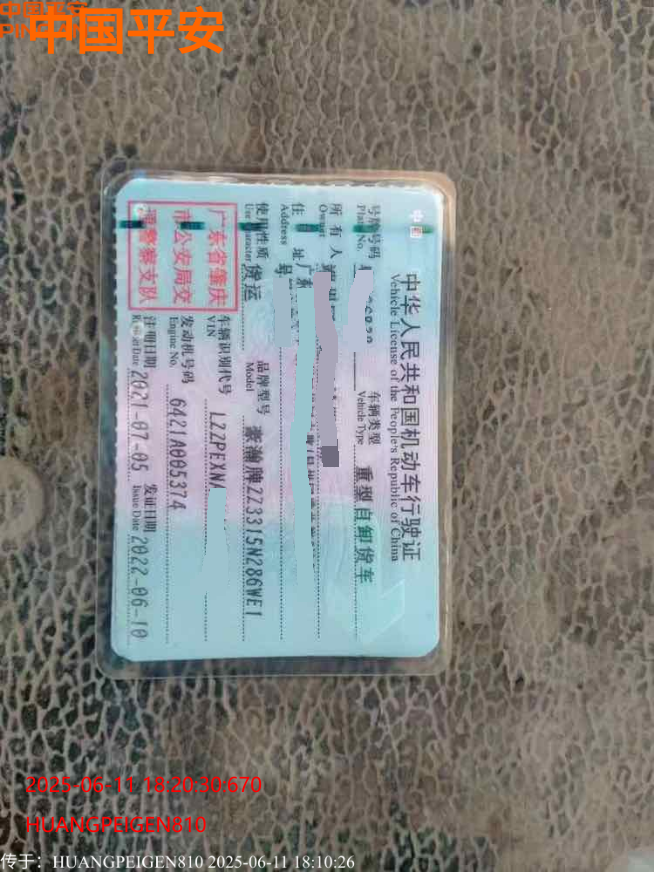 中国平安
中国平安
中华人民共和国机动车行驶证
Vehicle License of the People's Republic of China
号牌号码
Plate No.
车辆类型
Vehicle Type
重型自卸货车
所有人
Owner
住址
Address
广东
号
使用性质
Use Character
货运
品牌型号
Model
豪瀚牌ZZ3315N286WE1
广东省肇庆
市公安局交
通警察支队
车辆识别代号
VIN
LZZPEXN
发动机号码
Engine No.
6421A005374
注册日期
Register Date
2021-07-05
发证日期
Issue Date
2022-06-10
2025-06-11 18:20:30:670
HUANGPEIGEN810
传于：HUANGPEIGEN810 2025-06-11 18:10:26